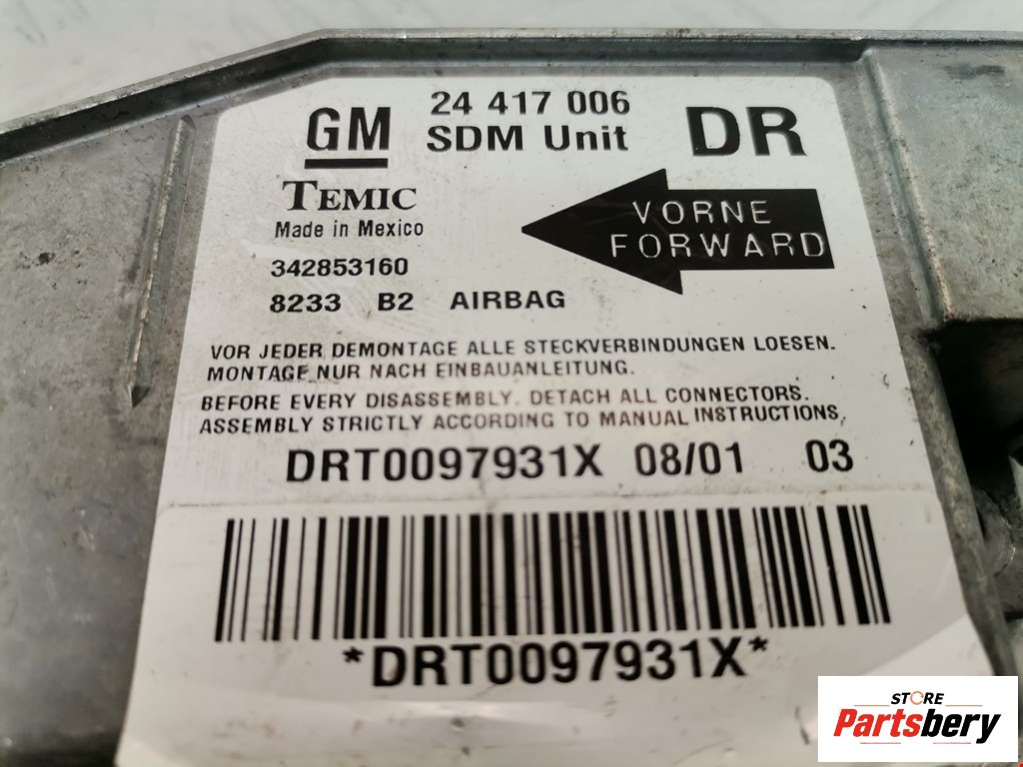 GM
24 417 006
SDM Unit
DR
TEMIC
Made in Mexico
342853160
8233 B2 AIRBAG
VORNE
FORWARD
VOR JEDER DEMONTAGE ALLE STECKVERBINDUNGEN LOESEN.
MONTAGE NUR NACH EINBAUANLEITUNG.
BEFORE EVERY DISASSEMBLY. DETACH ALL CONNECTORS.
ASSEMBLY STRICTLY ACCORDING TO MANUAL INSTRUCTIONS,
DRT0097931X 08/01 03
*DRT0097931X*
STORE
Partsbery